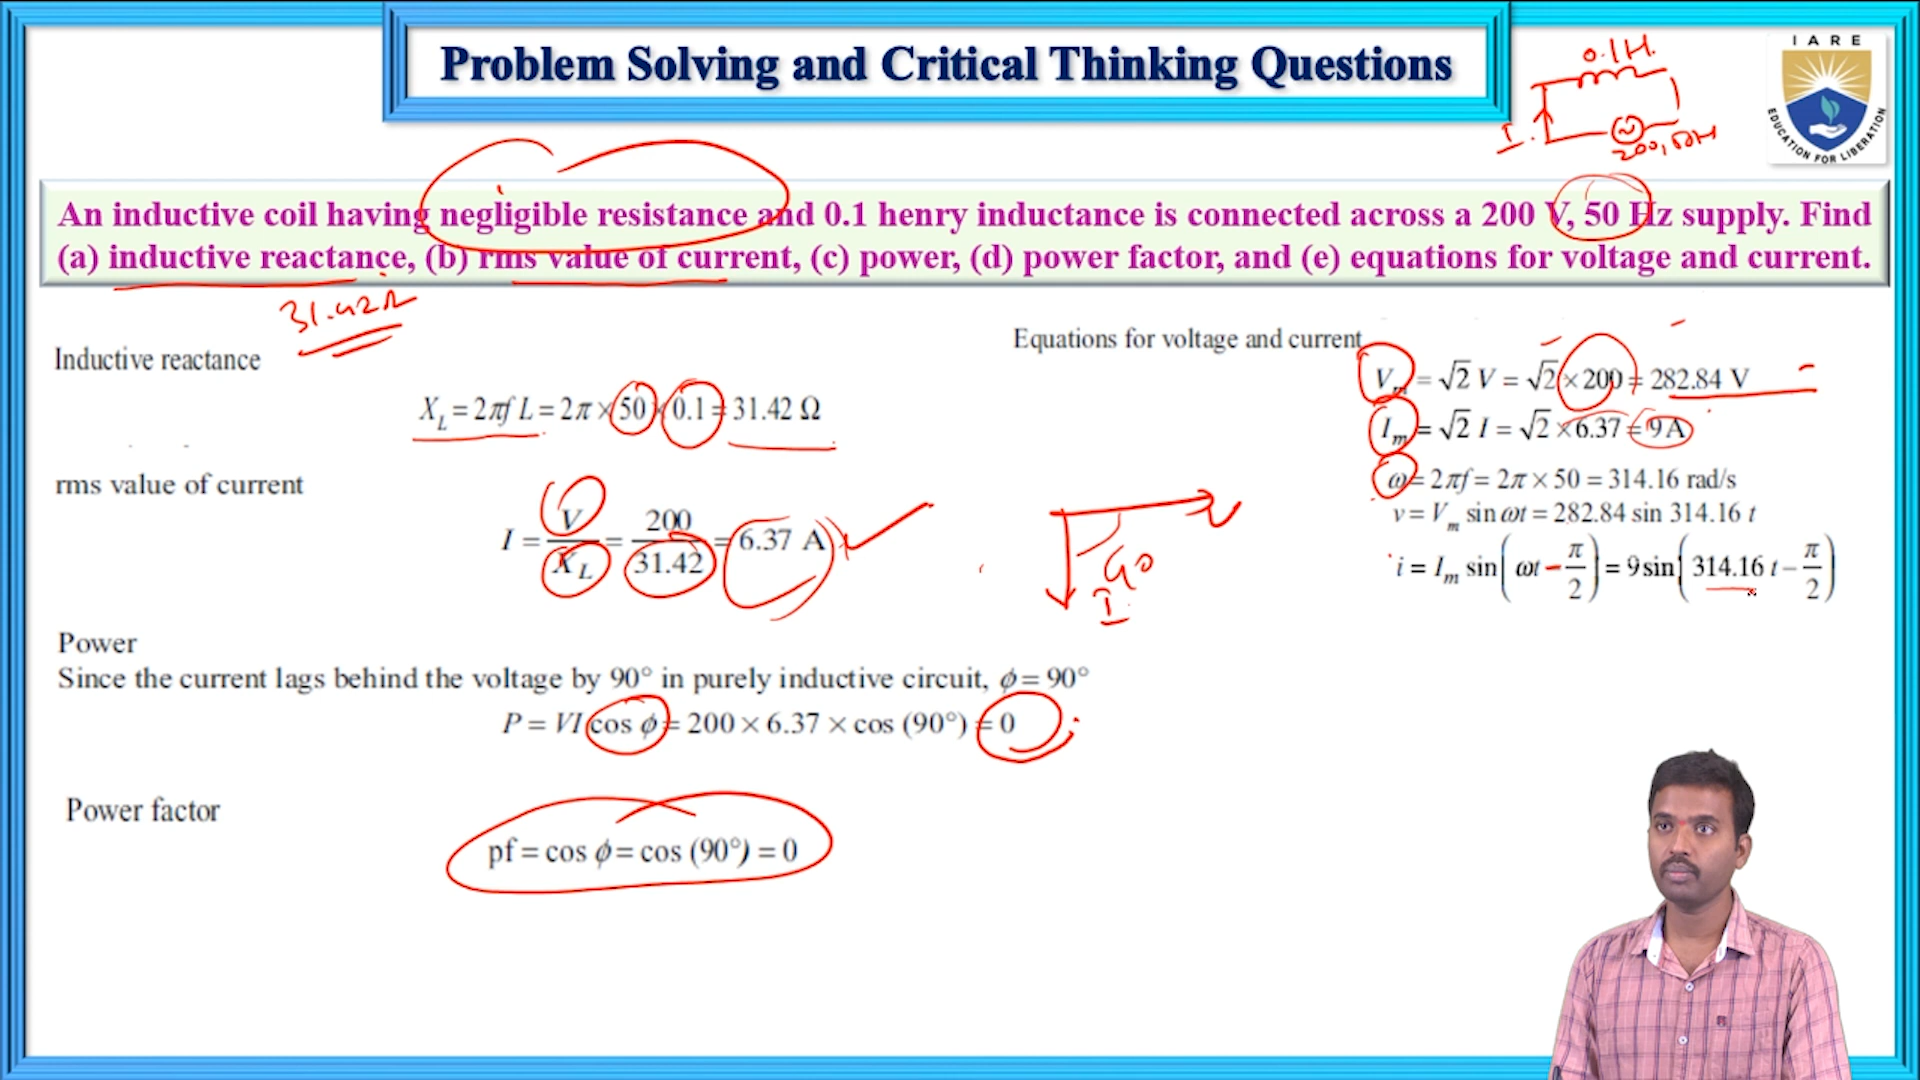 Problem Solving and Critical Thinking Questions
0.1H.
I.
200, 50H
IARE
EDUCATION FOR LIBERATION
An inductive coil having negligible resistance and 0.1 henry inductance is connected across a 200 V, 50 Hz supply. Find
(a) inductive reactance, (b) rms value of current, (c) power, (d) power factor, and (e) equations for voltage and current.
31.42Ω
Inductive reactance
X_L = 2πf L = 2π × 50 × 0.1 = 31.42 Ω
rms value of current
I = V/X_L = 200/31.42 = 6.37 A
V
90
I
Power
Since the current lags behind the voltage by 90° in purely inductive circuit, ϕ = 90°
P = VI cos ϕ = 200 × 6.37 × cos (90°) = 0
Power factor
pf = cos ϕ = cos (90°) = 0
Equations for voltage and current
V_m = √2 V = √2 × 200 = 282.84 V
I_m = √2 I = √2 × 6.37 = 9 A
ω = 2πf = 2π × 50 = 314.16 rad/s
v = V_m sin ωt = 282.84 sin 314.16 t
i = I_m sin(ωt − π/2) = 9 sin(314.16 t − π/2)